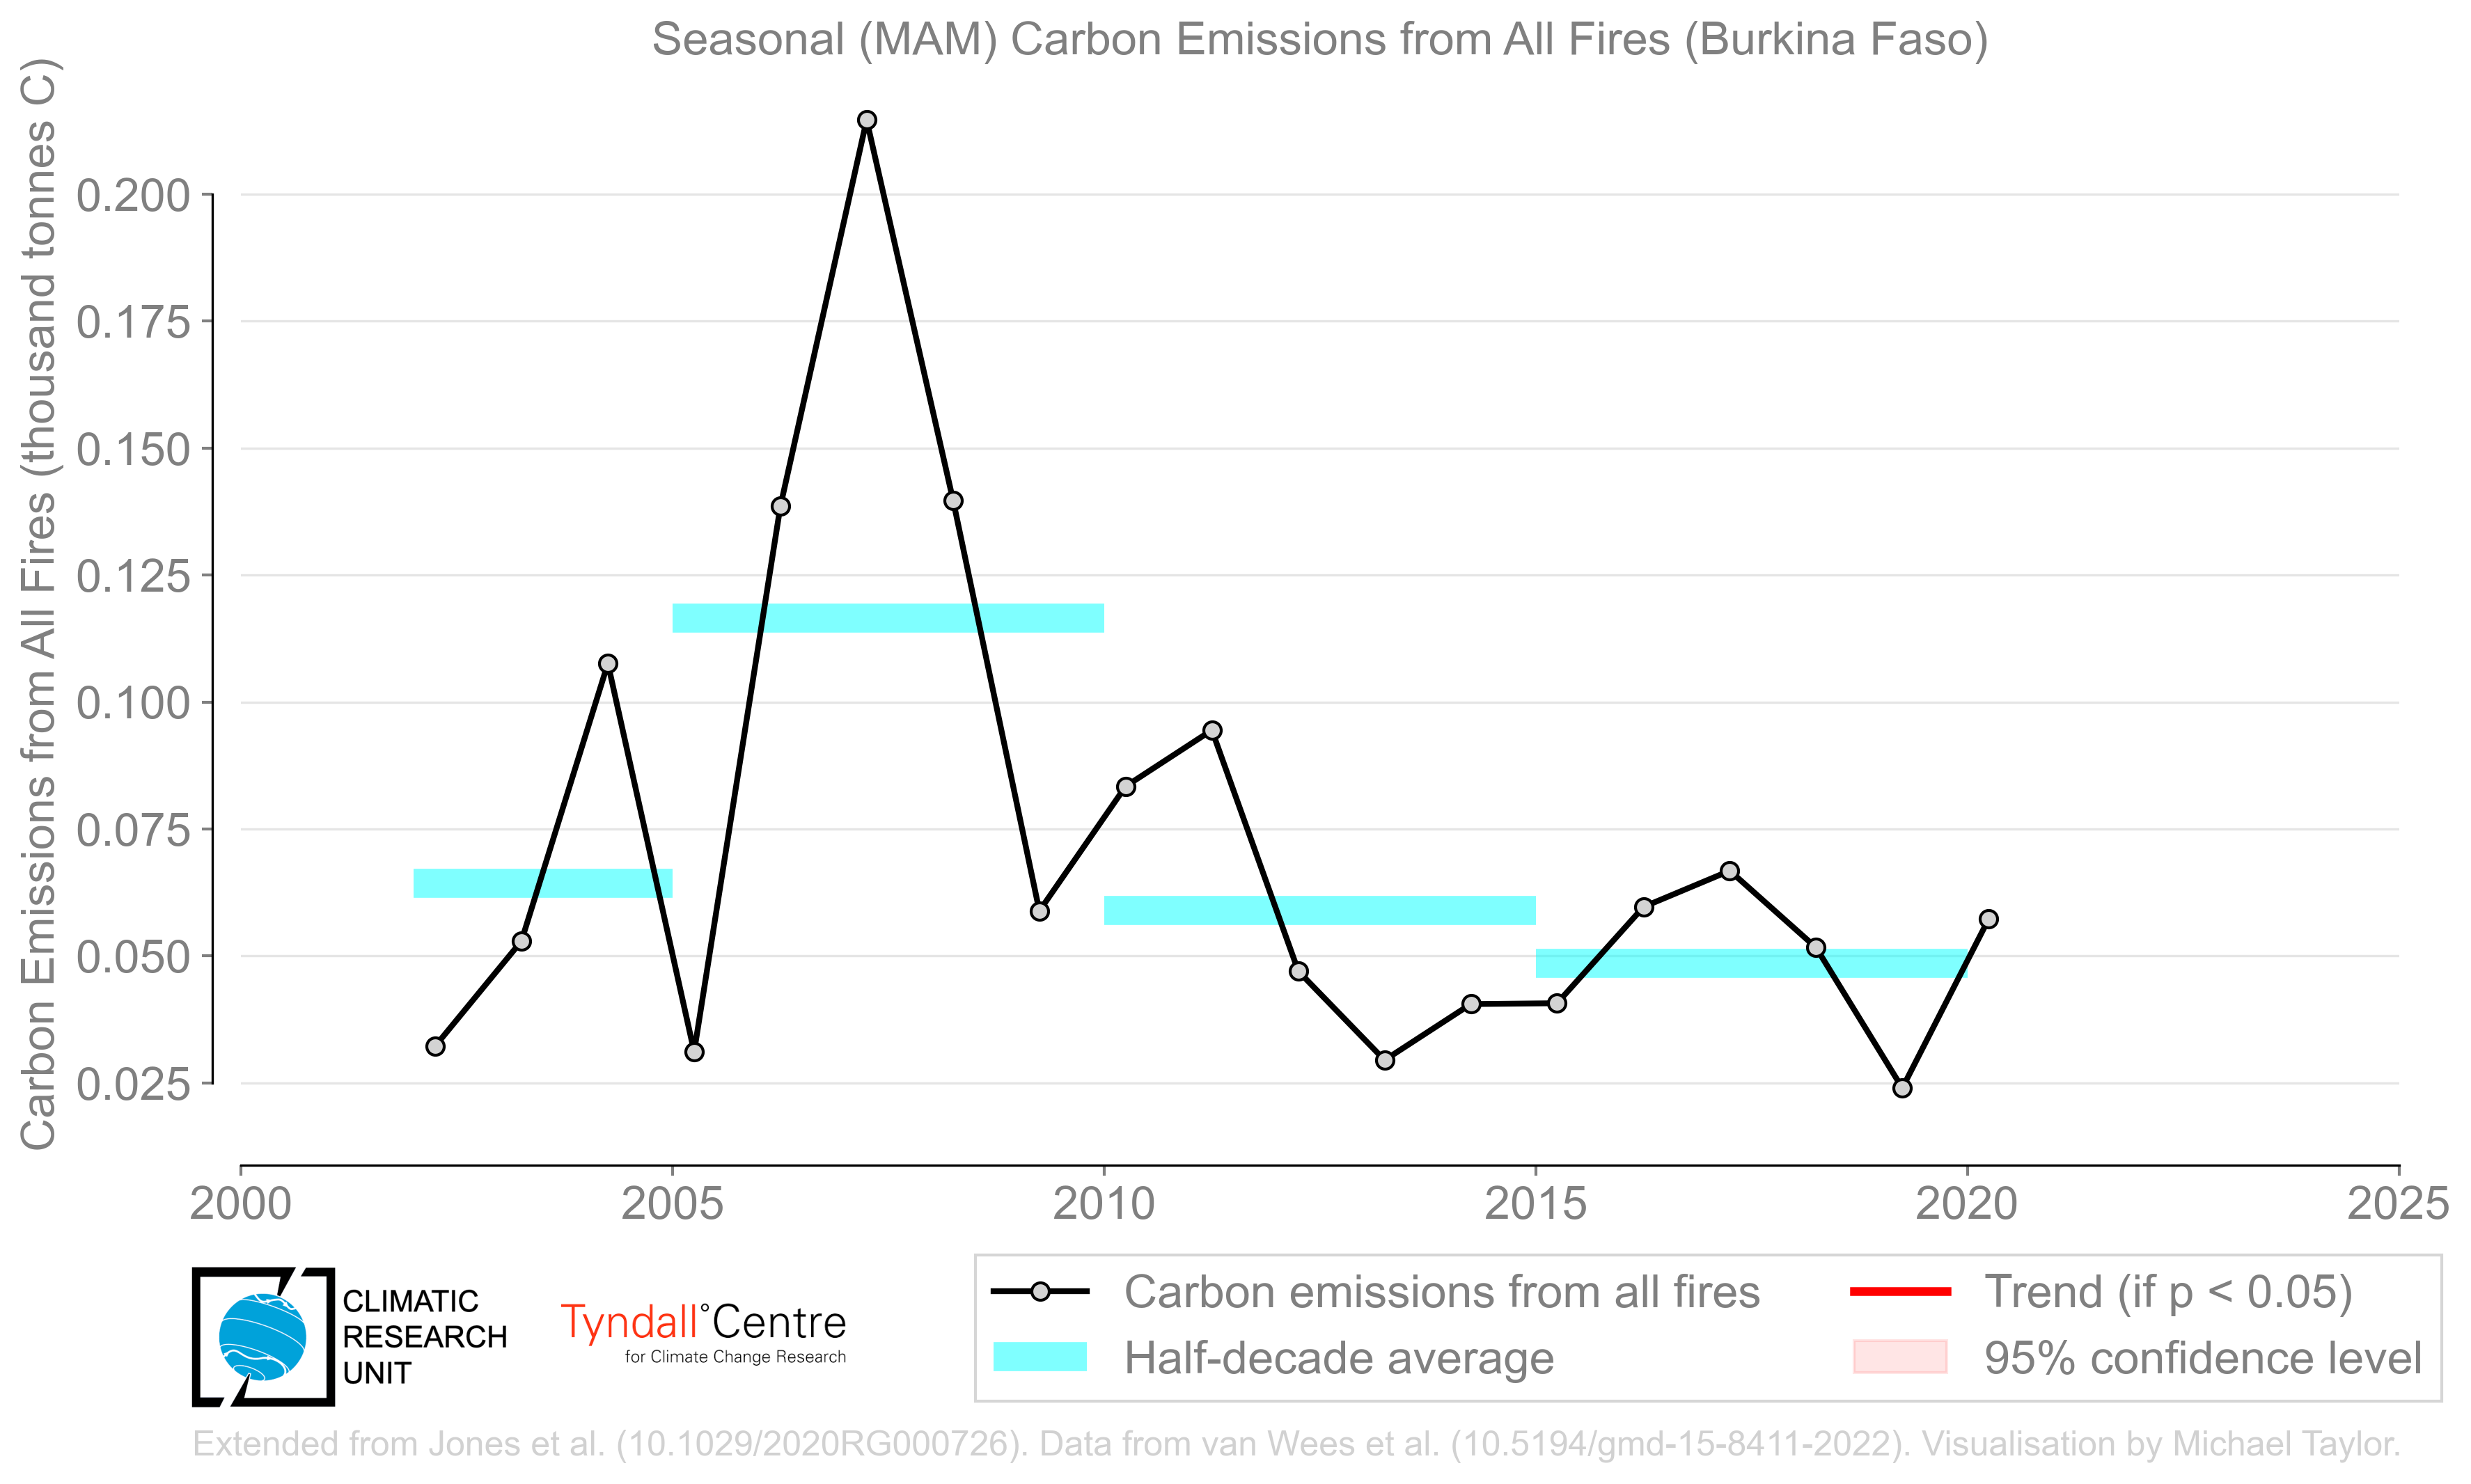 Seasonal (MAM) Carbon Emissions from All Fires (Burkina Faso)
Carbon Emissions from All Fires (thousand tonnes C)
0.200
0.175
0.150
0.125
0.100
0.075
0.050
0.025
2000
2005
2010
2015
2020
2025
CLIMATIC
RESEARCH
UNIT
Tyndall°Centre
for Climate Change Research
Carbon emissions from all fires
Half-decade average
Trend (if p < 0.05)
95% confidence level
Extended from Jones et al. (10.1029/2020RG000726). Data from van Wees et al. (10.5194/gmd-15-8411-2022). Visualisation by Michael Taylor.